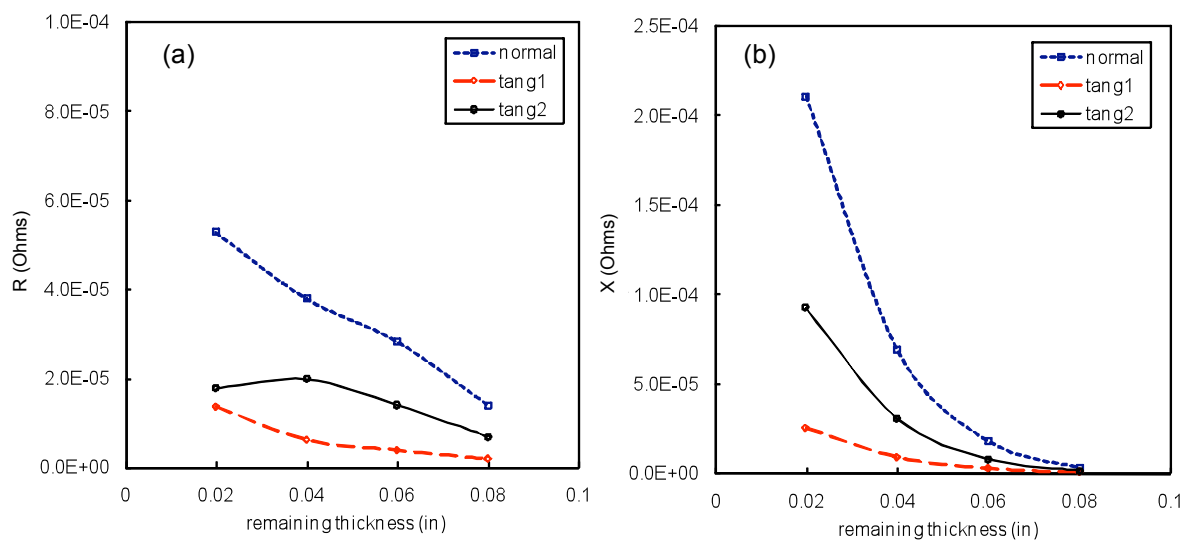 (a)
normal
tang1
tang2
1.0E-04
8.0E-05
6.0E-05
4.0E-05
2.0E-05
0.0E+00
R (Ohms)
0
0.02
0.04
0.06
0.08
0.1
remaining thickness (in)
(b)
normal
tang1
tang2
2.5E-04
2.0E-04
1.5E-04
1.0E-04
5.0E-05
0.0E+00
X (Ohms)
0
0.02
0.04
0.06
0.08
0.1
remaining thickness (in)